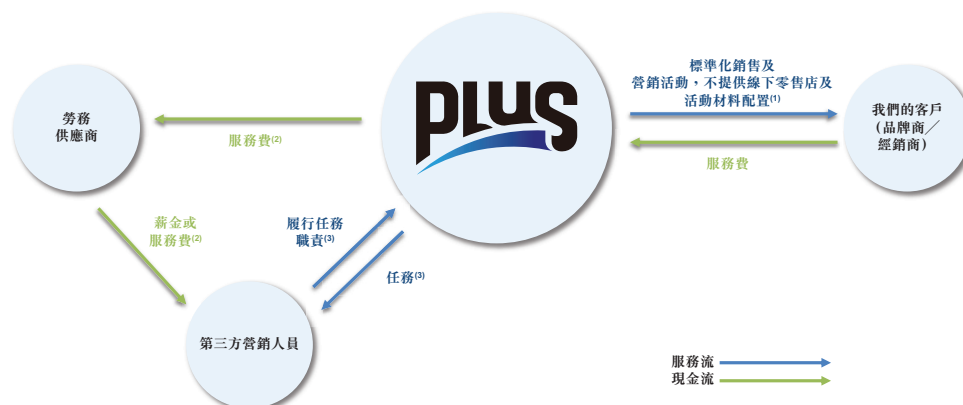 標準化銷售及
營銷活動，不提供線下零售店及
活動材料配置(1)
我們的客戶
(品牌商／
經銷商)
勞務
供應商
服務費(2)
PLUS
服務費
薪金或
服務費(2)
履行任務
職責(3)
任務(3)
第三方營銷人員
服務流
現金流